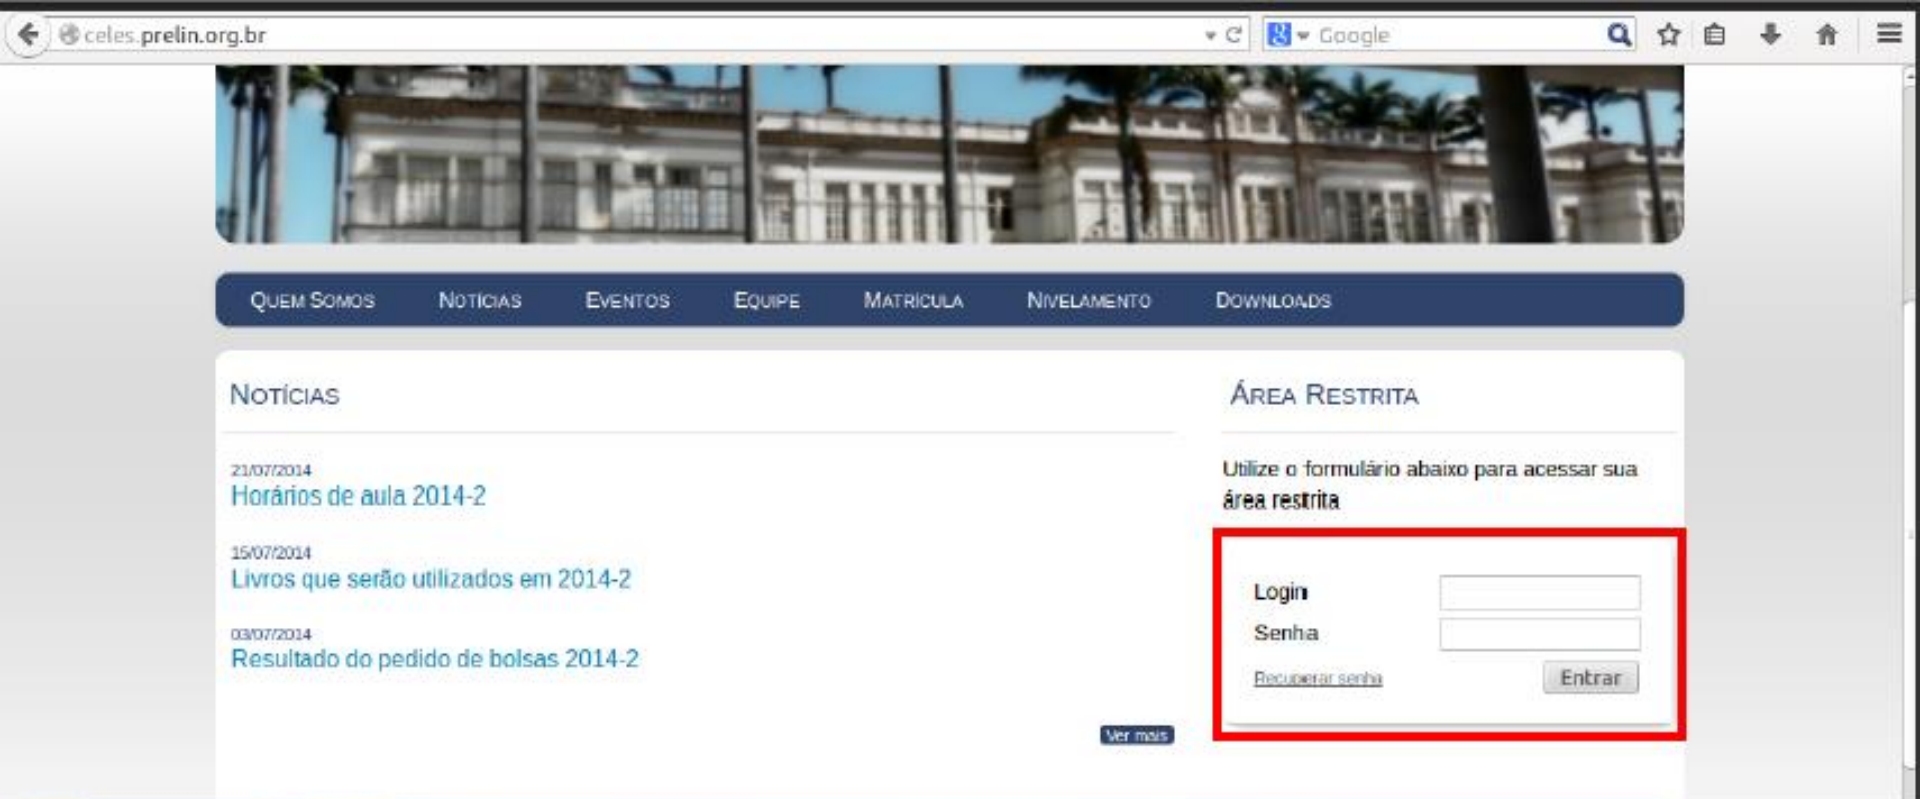 celes.prelin.org.br
Google
Quem Somos
Notícias
Eventos
Equipe
Matrícula
Nivelamento
Downloads
Notícias
21/07/2014
Horários de aula 2014-2
15/07/2014
Livros que serão utilizados em 2014-2
03/07/2014
Resultado do pedido de bolsas 2014-2
Ver mais
Área Restrita
Utilize o formulário abaixo para acessar sua
área restrita
Login
Senha
Recuperar senha
Entrar